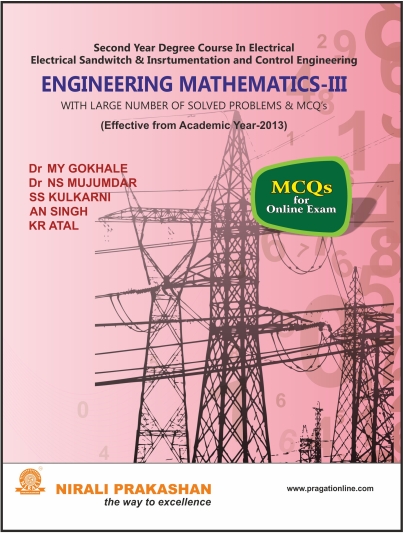 Second Year Degree Course In Electrical
Electrical Sandwitch & Insrtumentation and Control Engineering
ENGINEERING MATHEMATICS-III
WITH LARGE NUMBER OF SOLVED PROBLEMS & MCQ's
(Effective from Academic Year-2013)
Dr MY GOKHALE
Dr NS MUJUMDAR
SS KULKARNI
AN SINGH
KR ATAL
MCQs
for
Online Exam
NIRALI PRAKASHAN
the way to excellence
www.pragationline.com